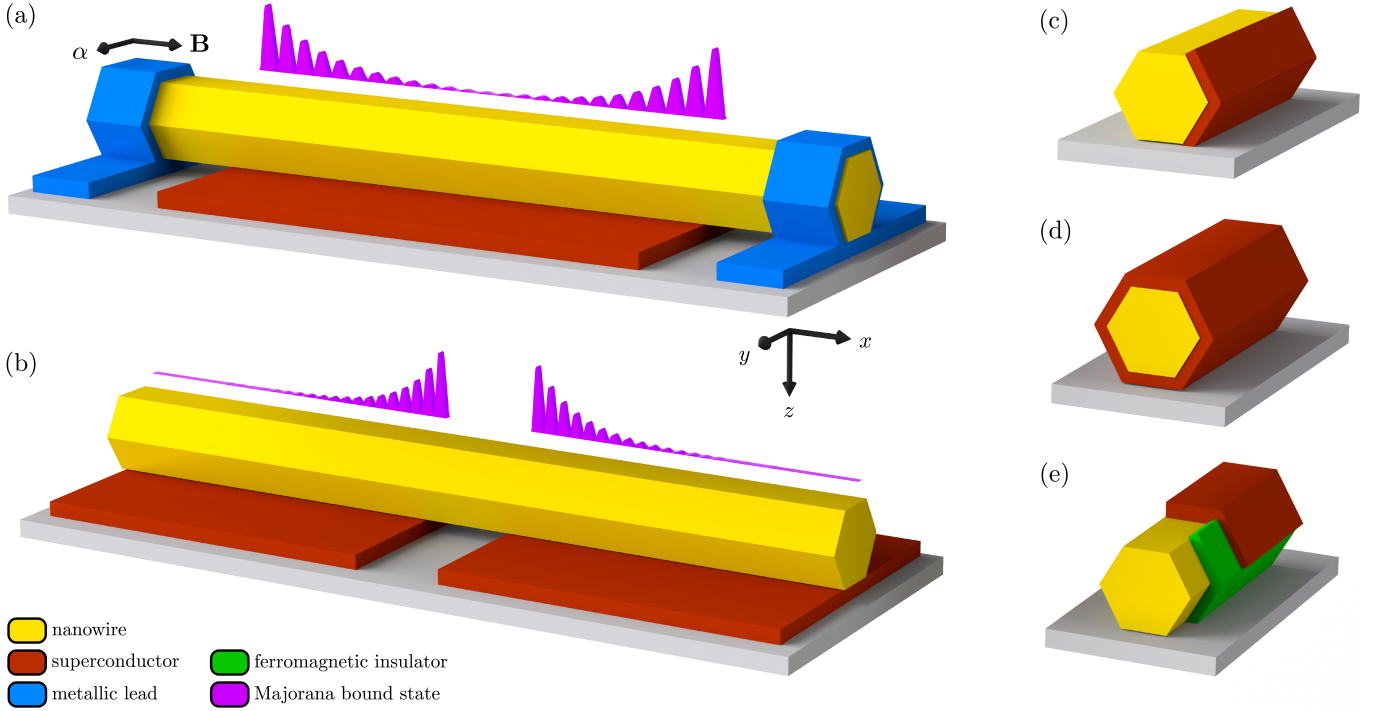 (a)
α
B
(b)
y
x
z
(c)
(d)
(e)
nanowire
superconductor
ferromagnetic insulator
metallic lead
Majorana bound state